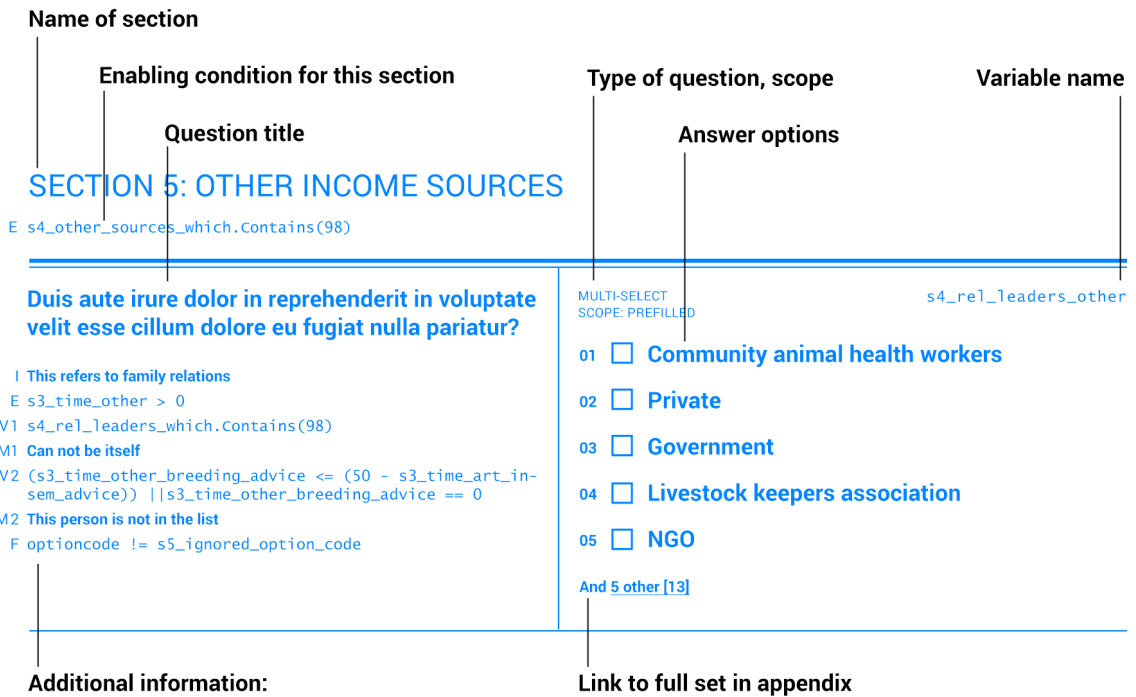 Name of section
Enabling condition for this section
Type of question, scope
Variable name
Question title
Answer options
SECTION 5: OTHER INCOME SOURCES
E s4_other_sources_which.Contains(98)
Duis aute irure dolor in reprehenderit in voluptate
velit esse cillum dolore eu fugiat nulla pariatur?
I This refers to family relations
E s3_time_other > 0
V1 s4_rel_leaders_which.Contains(98)
M1 Can not be itself
V2 (s3_time_other_breeding_advice <= (50 - s3_time_art_in-
sem_advice)) ||s3_time_other_breeding_advice == 0
M2 This person is not in the list
F optioncode != s5_ignored_option_code
MULTI-SELECT
SCOPE: PREFILLED
s4_rel_leaders_other
01 Community animal health workers
02 Private
03 Government
04 Livestock keepers association
05 NGO
And 5 other [13]
Additional information:
Link to full set in appendix